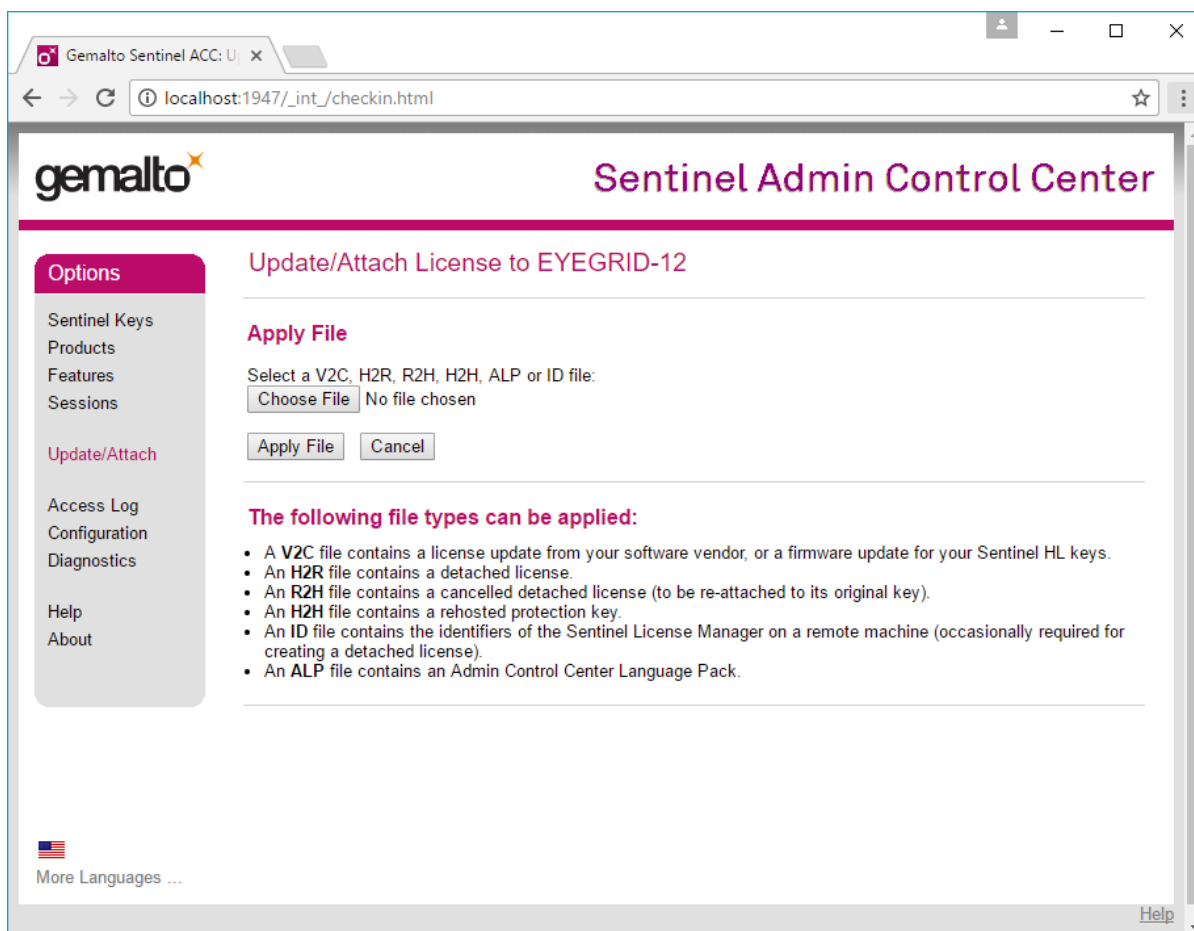 Gemalto Sentinel ACC: U
localhost:1947/_int_/checkin.html
gemalto
Sentinel Admin Control Center
Options
Sentinel Keys
Products
Features
Sessions
Update/Attach
Access Log
Configuration
Diagnostics
Help
About
Update/Attach License to EYEGRID-12
Apply File
Select a V2C, H2R, R2H, H2H, ALP or ID file:
Choose File No file chosen
Apply File Cancel
The following file types can be applied:
• A V2C file contains a license update from your software vendor, or a firmware update for your Sentinel HL keys.
• An H2R file contains a detached license.
• An R2H file contains a cancelled detached license (to be re-attached to its original key).
• An H2H file contains a rehosted protection key.
• An ID file contains the identifiers of the Sentinel License Manager on a remote machine (occasionally required for
creating a detached license).
• An ALP file contains an Admin Control Center Language Pack.
More Languages ...
Help